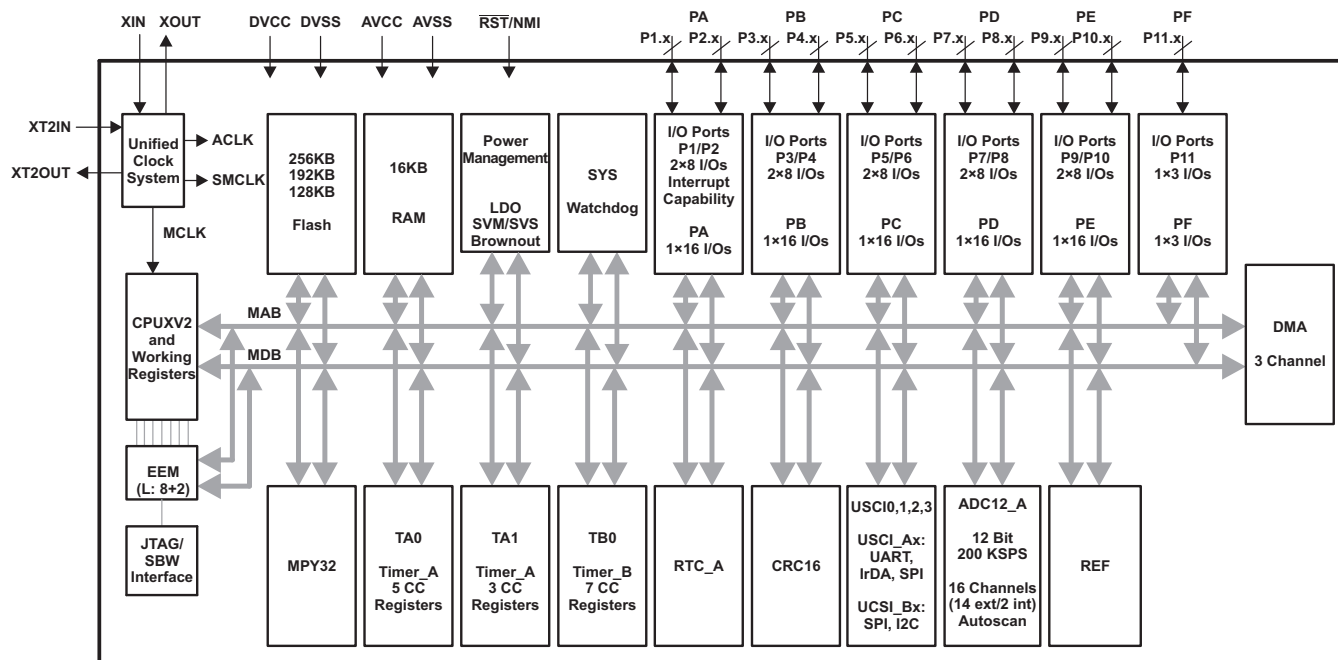 XIN XOUT DVCC DVSS AVCC AVSS RST/NMI PA PB PC PD PE PF
P1.x P2.x P3.x P4.x P5.x P6.x P7.x P8.x P9.x P10.x P11.x
XT2IN
XT2OUT
Unified
Clock
System
ACLK
SMCLK
MCLK
256KB
192KB
128KB
Flash
16KB
RAM
Power
Management
LDO
SVM/SVS
Brownout
SYS
Watchdog
I/O Ports
P1/P2
2×8 I/Os
Interrupt
Capability
PA
1×16 I/Os
I/O Ports
P3/P4
2×8 I/Os
PB
1×16 I/Os
I/O Ports
P5/P6
2×8 I/Os
PC
1×16 I/Os
I/O Ports
P7/P8
2×8 I/Os
PD
1×16 I/Os
I/O Ports
P9/P10
2×8 I/Os
PE
1×16 I/Os
I/O Ports
P11
1×3 I/Os
PF
1×3 I/Os
CPUXV2
and
Working
Registers
MAB
MDB
DMA
3 Channel
EEM
(L: 8+2)
JTAG/
SBW
Interface
MPY32
TA0
Timer_A
5 CC
Registers
TA1
Timer_A
3 CC
Registers
TB0
Timer_B
7 CC
Registers
RTC_A
CRC16
USCI0,1,2,3
USCI_Ax:
UART,
IrDA, SPI
UCSI_Bx:
SPI, I2C
ADC12_A
12 Bit
200 KSPS
16 Channels
(14 ext/2 int)
Autoscan
REF